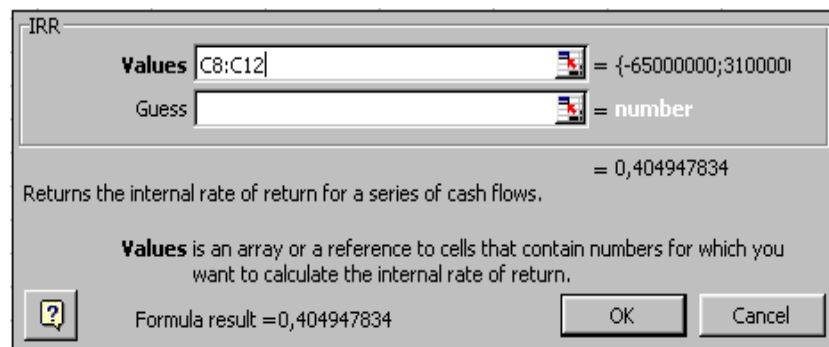 IRR
Values C8:C12 = {-65000000;310000(
Guess = number
= 0,404947834
Returns the internal rate of return for a series of cash flows.
Values is an array or a reference to cells that contain numbers for which you
want to calculate the internal rate of return.
? Formula result =0,404947834 OK Cancel